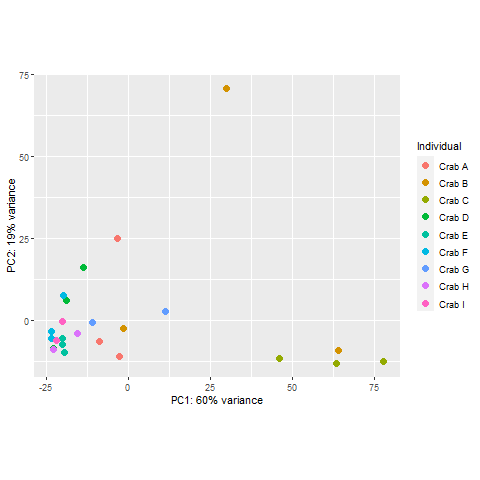 75
50
25
0
PC2: 19% variance
-25
0
25
50
75
PC1: 60% variance
Individual
Crab A
Crab B
Crab C
Crab D
Crab E
Crab F
Crab G
Crab H
Crab I